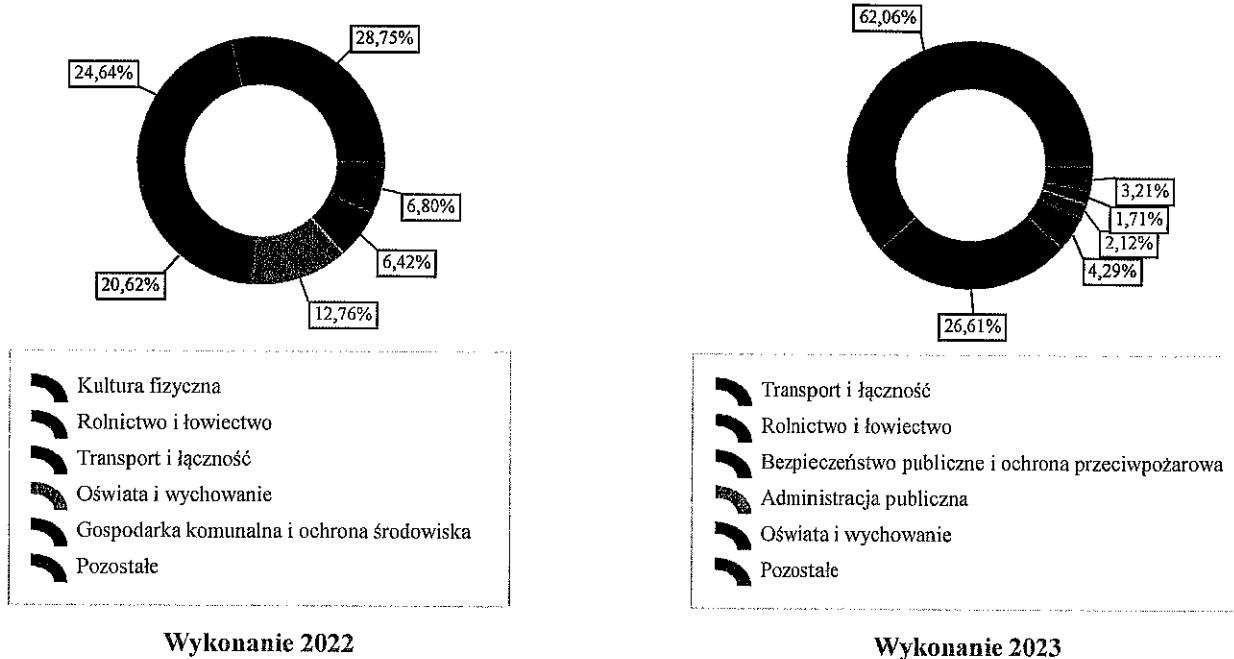 28,75%
24,64%
6,80%
6,42%
20,62%
12,76%
Kultura fizyczna
Rolnictwo i łowiectwo
Transport i łączność
Oświata i wychowanie
Gospodarka komunalna i ochrona środowiska
Pozostałe
Wykonanie 2022
62,06%
3,21%
1,71%
2,12%
4,29%
26,61%
Transport i łączność
Rolnictwo i łowiectwo
Bezpieczeństwo publiczne i ochrona przeciwpożarowa
Administracja publiczna
Oświata i wychowanie
Pozostałe
Wykonanie 2023